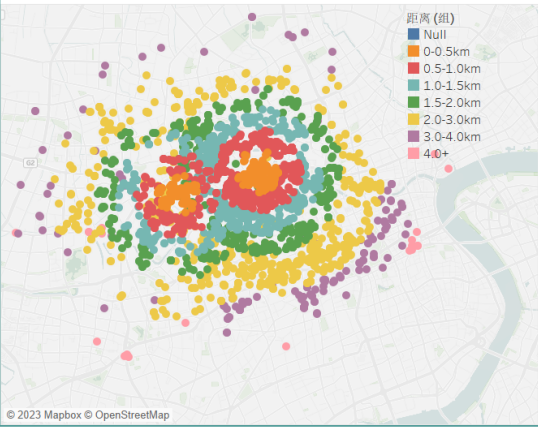 距离 (组)
Null
0-0.5km
0.5-1.0km
1.0-1.5km
1.5-2.0km
2.0-3.0km
3.0-4.0km
4.0+
G2
© 2023 Mapbox © OpenStreetMap